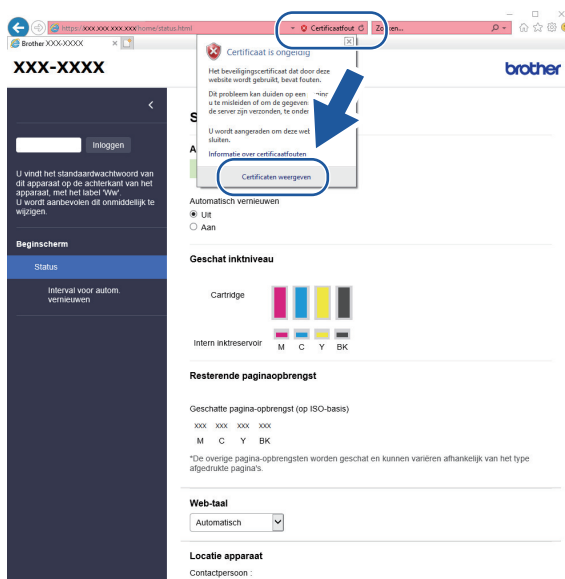 https://XXX.XXX.XXX.XXX/home/status.html
Certificaatfout
Brother XXX-XXXX
XXX-XXXX
brother
Certificaat is ongeldig
Het beveiligingscertificaat dat door deze
website wordt gebruikt, bevat fouten.
Dit probleem kan duiden op een
u te misleiden of om de
de server zijn verzonden, te
U wordt aangeraden om deze
sluiten.
Informatie over certificaatfouten
Certificaten weergeven
Inloggen
U vindt het standaardwachtwoord van
dit apparaat op de achterkant van het
apparaat, met het label 'Ww'.
U wordt aanbevolen dit onmiddellijk te
wijzigen.
Beginscherm
Status
Interval voor autom.
vernieuwen
Automatisch vernieuwen
Uit
Aan
Geschat inktniveau
Cartridge
Intern inktreservoir
M C Y BK
Resterende paginaopbrengst
Geschatte pagina-opbrengst (op ISO-basis)
xxx xxx xxx xxx
M C Y BK
*De overige pagina-opbrengsten worden geschat en kunnen variëren afhankelijk van het type
afgedrukte pagina's.
Web-taal
Automatisch
Locatie apparaat
Contactpersoon :